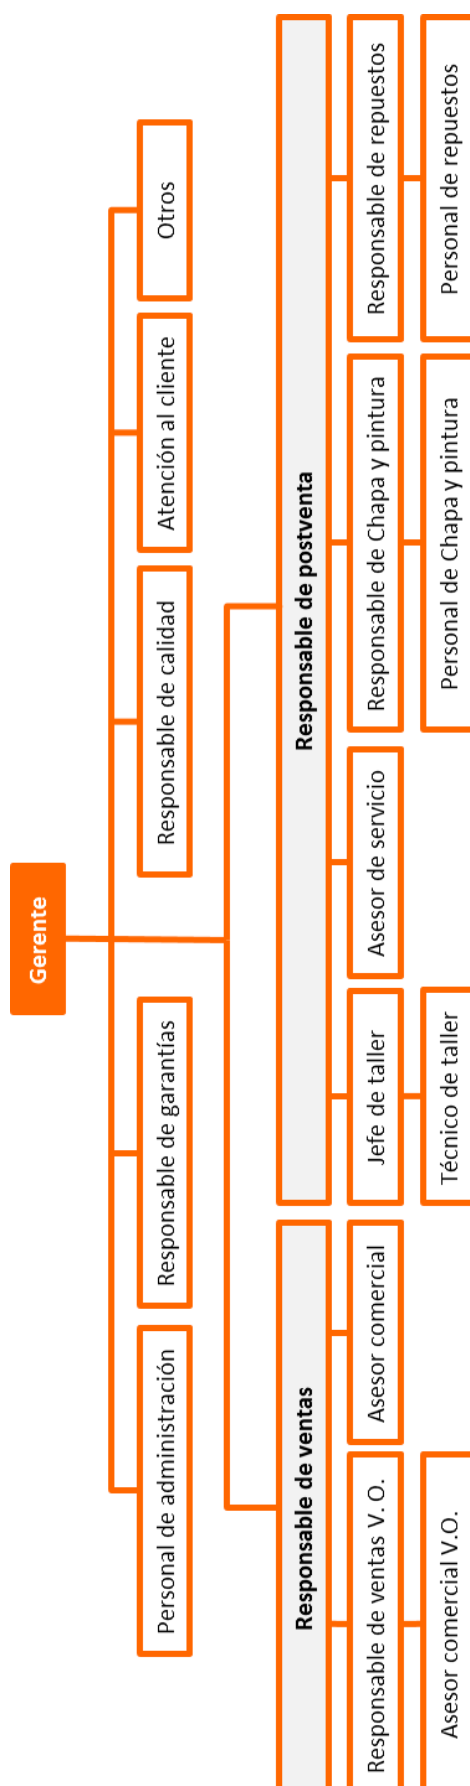 Gerente
Personal de administración
Responsable de garantías
Responsable de calidad
Atención al cliente
Otros
Responsable de ventas
Responsable de postventa
Responsable de ventas V. O.
Asesor comercial
Jefe de taller
Asesor de servicio
Responsable de Chapa y pintura
Responsable de repuestos
Asesor comercial V.O.
Técnico de taller
Personal de Chapa y pintura
Personal de repuestos